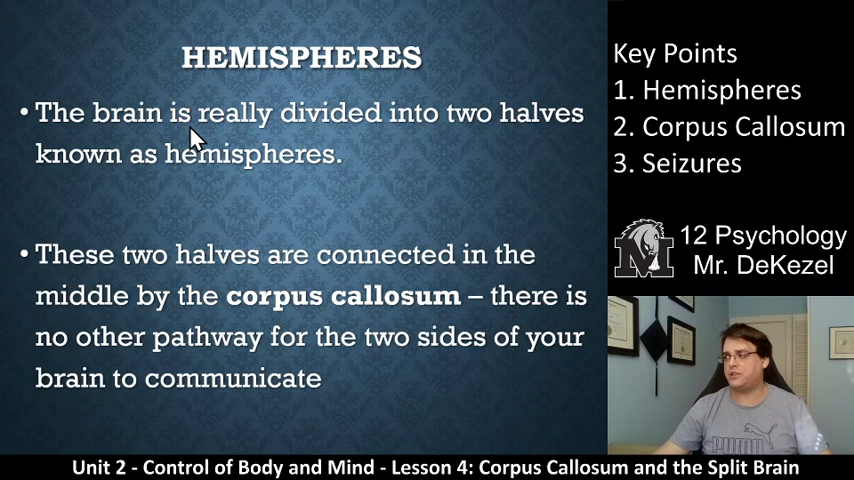 HEMISPHERES
• The brain is really divided into two halves
known as hemispheres.
• These two halves are connected in the
middle by the corpus callosum – there is
no other pathway for the two sides of your
brain to communicate
Key Points
1. Hemispheres
2. Corpus Callosum
3. Seizures
M
12 Psychology
Mr. DeKezel
PUMA
Unit 2 - Control of Body and Mind - Lesson 4: Corpus Callosum and the Split Brain